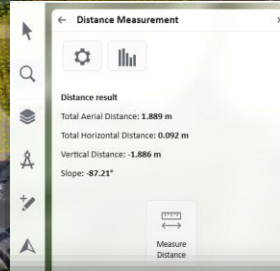 Distance Measurement
Distance result
Total Aerial Distance: 1.889 m
Total Horizontal Distance: 0.092 m
Vertical Distance: -1.886 m
Slope: -87.21°
Measure
Distance